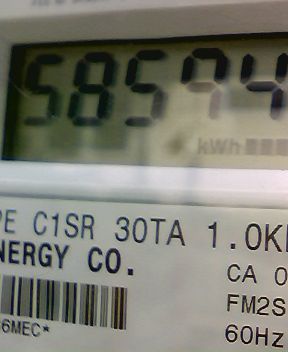 58594
kWh
PE C1SR 30TA 1.0K
NERGY CO.
CA 0
FM2S
6MEC*
60Hz